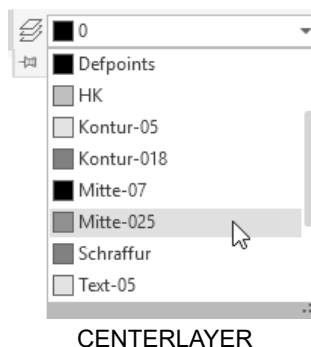 0
Defpoints
HK
Kontur-05
Kontur-018
Mitte-07
Mitte-025
Schraffur
Text-05
CENTERLAYER